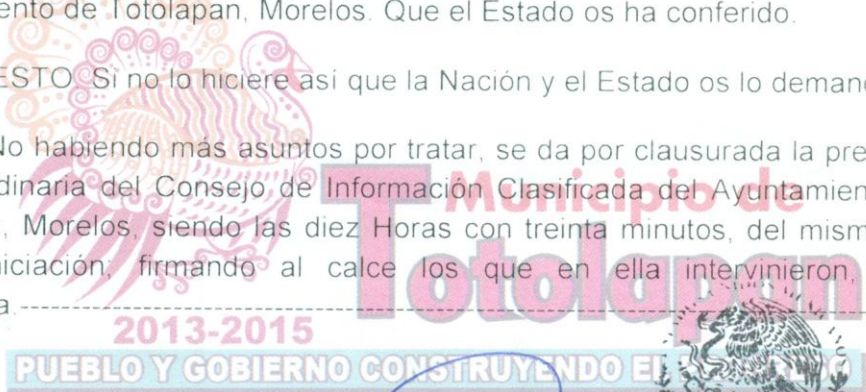 ento de Totolapan, Morelos. Que el Estado os ha conferido.
ESTO. Si no lo hiciere así que la Nación y el Estado os lo deman
No habiendo más asuntos por tratar, se da por clausurada la pre
dinaria del Consejo de Información Clasificada del Ayuntamien
, Morelos, siendo las diez Horas con treinta minutos, del mism
niciación, firmando al calce los que en ella intervinieron,
a.
Municipio de
Totolapan
2013-2015
PUEBLO Y GOBIERNO CONSTRUYENDO